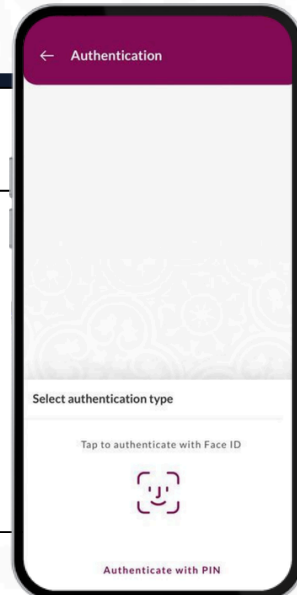 Authentication
Select authentication type
Tap to authenticate with Face ID
Authenticate with PIN